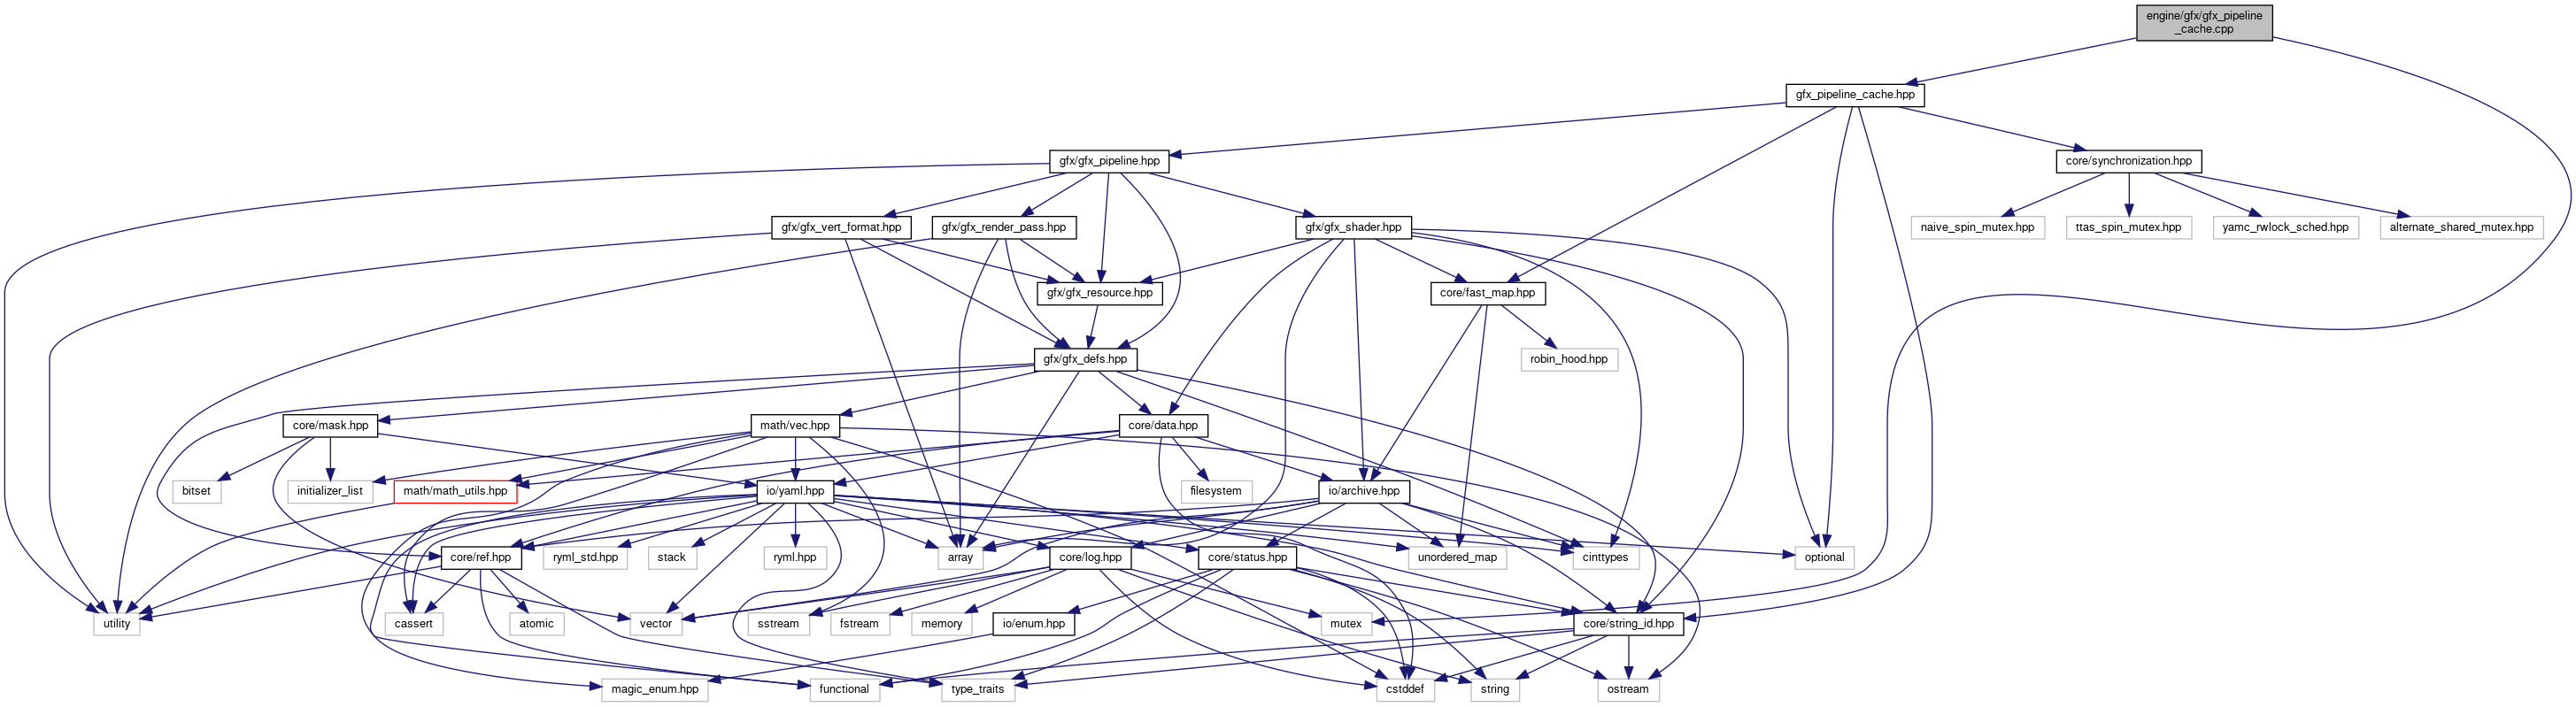 engine/gfx/gfx_pipeline
_cache.cpp
gfx_pipeline_cache.hpp
gfx/gfx_pipeline.hpp
core/synchronization.hpp
gfx/gfx_vert_format.hpp
gfx/gfx_render_pass.hpp
gfx/gfx_shader.hpp
naive_spin_mutex.hpp
ttas_spin_mutex.hpp
yamc_rwlock_sched.hpp
alternate_shared_mutex.hpp
gfx/gfx_resource.hpp
core/fast_map.hpp
gfx/gfx_defs.hpp
robin_hood.hpp
core/mask.hpp
math/vec.hpp
core/data.hpp
bitset
initializer_list
math/math_utils.hpp
io/yaml.hpp
filesystem
io/archive.hpp
core/ref.hpp
ryml_std.hpp
stack
ryml.hpp
array
core/log.hpp
core/status.hpp
unordered_map
cinttypes
optional
utility
cassert
atomic
vector
sstream
fstream
memory
io/enum.hpp
mutex
core/string_id.hpp
magic_enum.hpp
functional
type_traits
cstddef
string
ostream